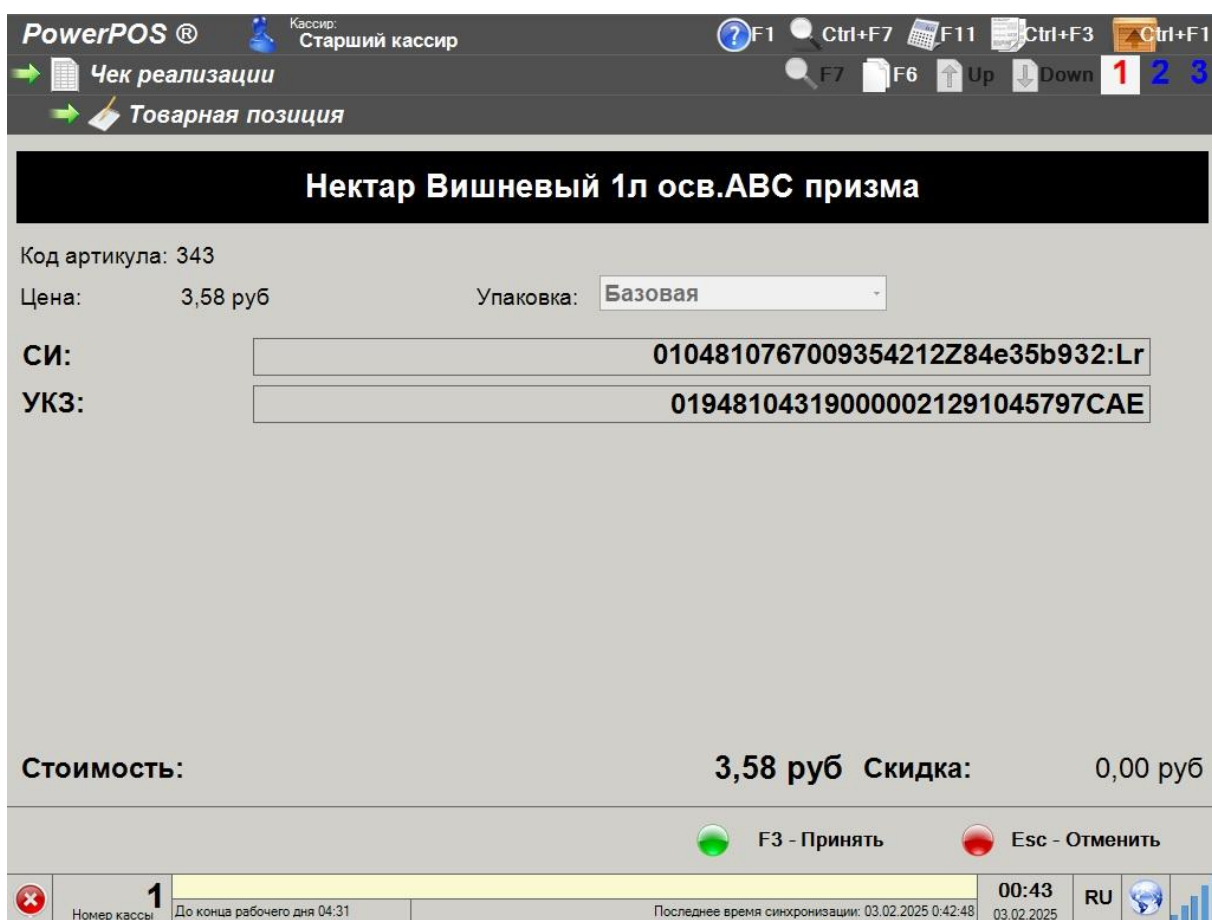 PowerPOS ® Кассир: Старший кассир F1 Ctrl+F7 F11 Ctrl+F3 Ctrl+F1
Чек реализации F7 F6 Up Down 1 2 3
Товарная позиция
Нектар Вишневый 1л осв.АВС призма
Код артикула: 343
Цена: 3,58 руб Упаковка: Базовая
СИ: 0104810767009354212Z84e35b932:Lr
УКЗ: 019481043190000021291045797CAE
Стоимость: 3,58 руб Скидка: 0,00 руб
F3 - Принять Esc - Отменить
1 00:43 RU
Номер кассы До конца рабочего дня 04:31 Последнее время синхронизации: 03.02.2025 0:42:48 03.02.2025